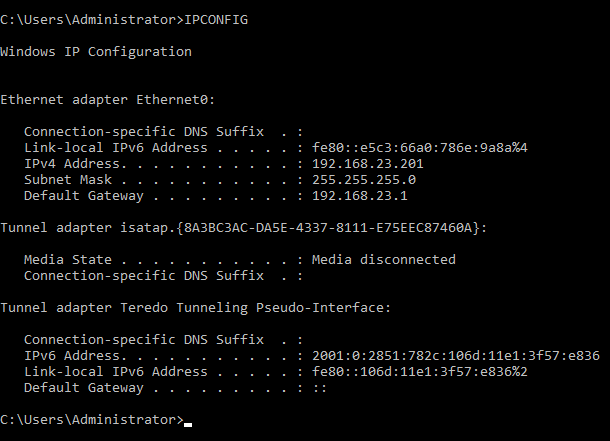 C:\Users\Administrator>IPCONFIG
Windows IP Configuration
Ethernet adapter Ethernet0:
   Connection-specific DNS Suffix  . :
   Link-local IPv6 Address . . . . . : fe80::e5c3:66a0:786e:9a8a%4
   IPv4 Address. . . . . . . . . . . : 192.168.23.201
   Subnet Mask . . . . . . . . . . . : 255.255.255.0
   Default Gateway . . . . . . . . . : 192.168.23.1
Tunnel adapter isatap.{8A3BC3AC-DA5E-4337-8111-E75EEC87460A}:
   Media State . . . . . . . . . . . : Media disconnected
   Connection-specific DNS Suffix  . :
Tunnel adapter Teredo Tunneling Pseudo-Interface:
   Connection-specific DNS Suffix  . :
   IPv6 Address. . . . . . . . . . . : 2001:0:2851:782c:106d:11e1:3f57:e836
   Link-local IPv6 Address . . . . . : fe80::106d:11e1:3f57:e836%2
   Default Gateway . . . . . . . . . : ::
C:\Users\Administrator>